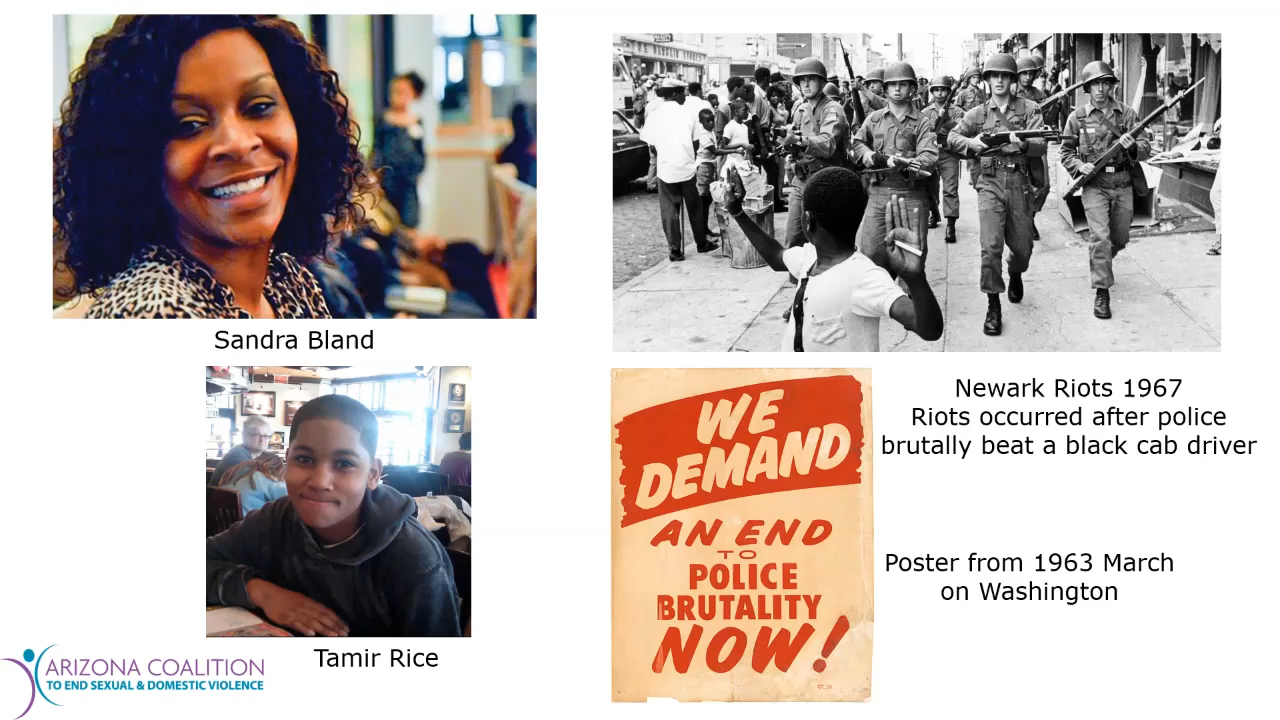 Sandra Bland
Newark Riots 1967
Riots occurred after police
brutally beat a black cab driver
WE
DEMAND
AN END
TO
POLICE
BRUTALITY
NOW!
Poster from 1963 March
on Washington
Tamir Rice
ARIZONA COALITION
TO END SEXUAL & DOMESTIC VIOLENCE